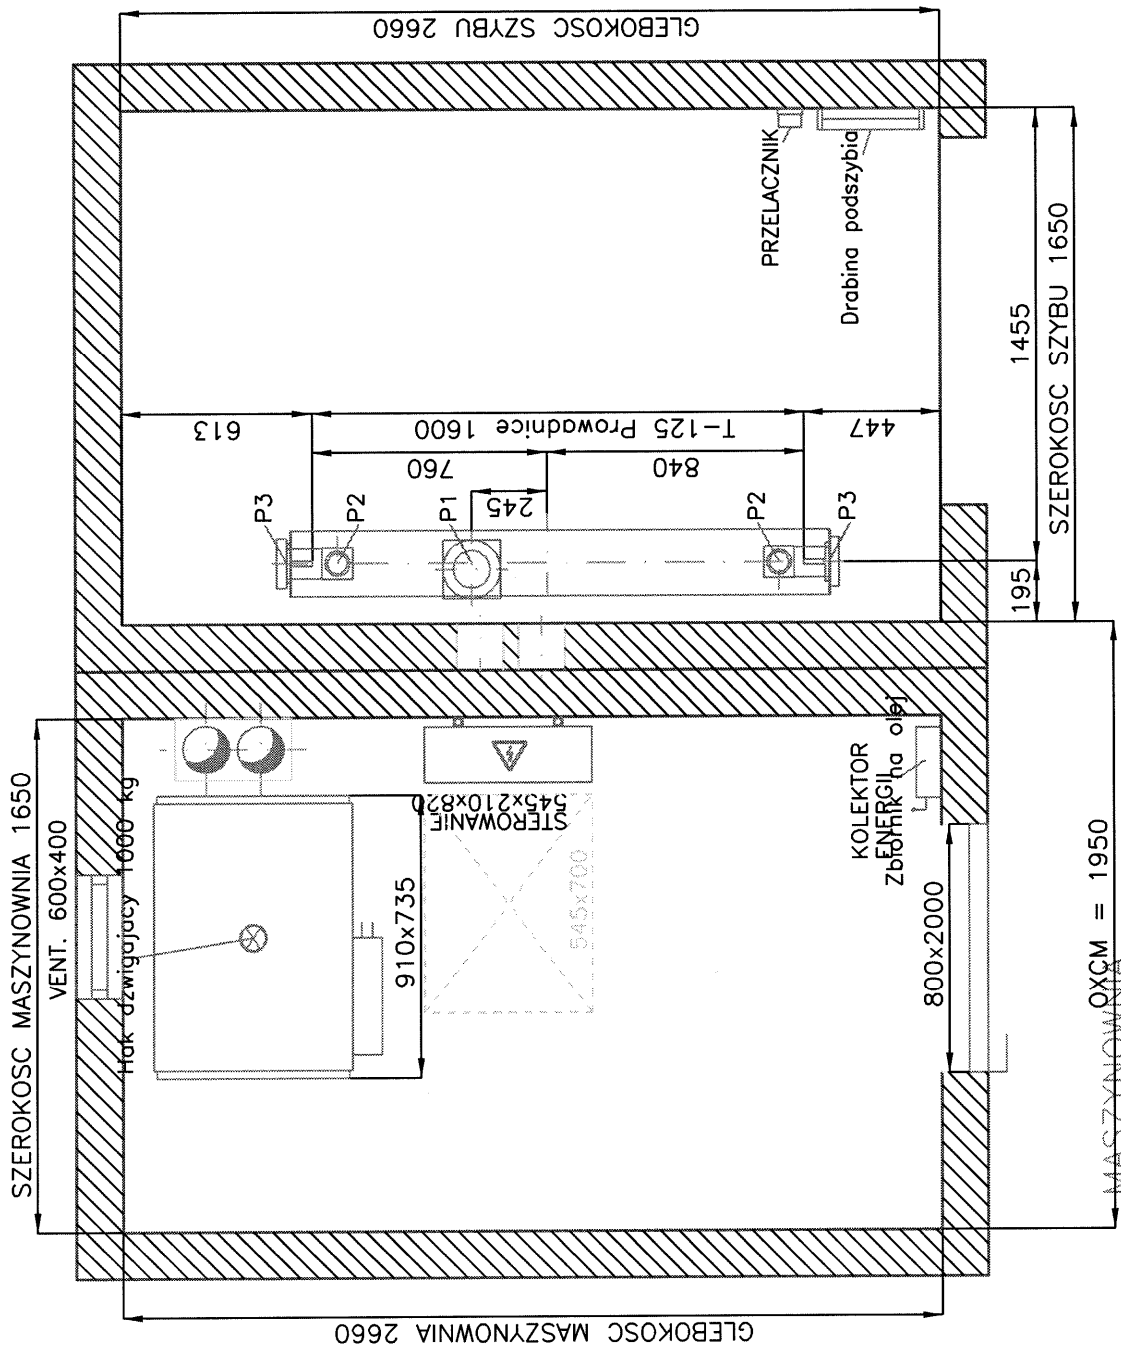 GLEBOKOSC SZYBU 2660
PRZELACZNIK
Drabina podszybia
1455
SZEROKOSC SZYBU 1650
195
613
T-125 Prowadnice 1600
447
760
840
245
P3
P2
P1
P2
P3
SZEROKOSC MASZYNOWNIA 1650
VENT. 600x400
Hak dzwigajacy 1000 kg
910x735
STEROWANIE
545x210x820
545x700
KOLEKTOR
ENERGII
Zbiornik na olej
800x2000
OXCM = 1950
MASZYNOWNIA
GLEBOKOSC MASZYNOWNIA 2660